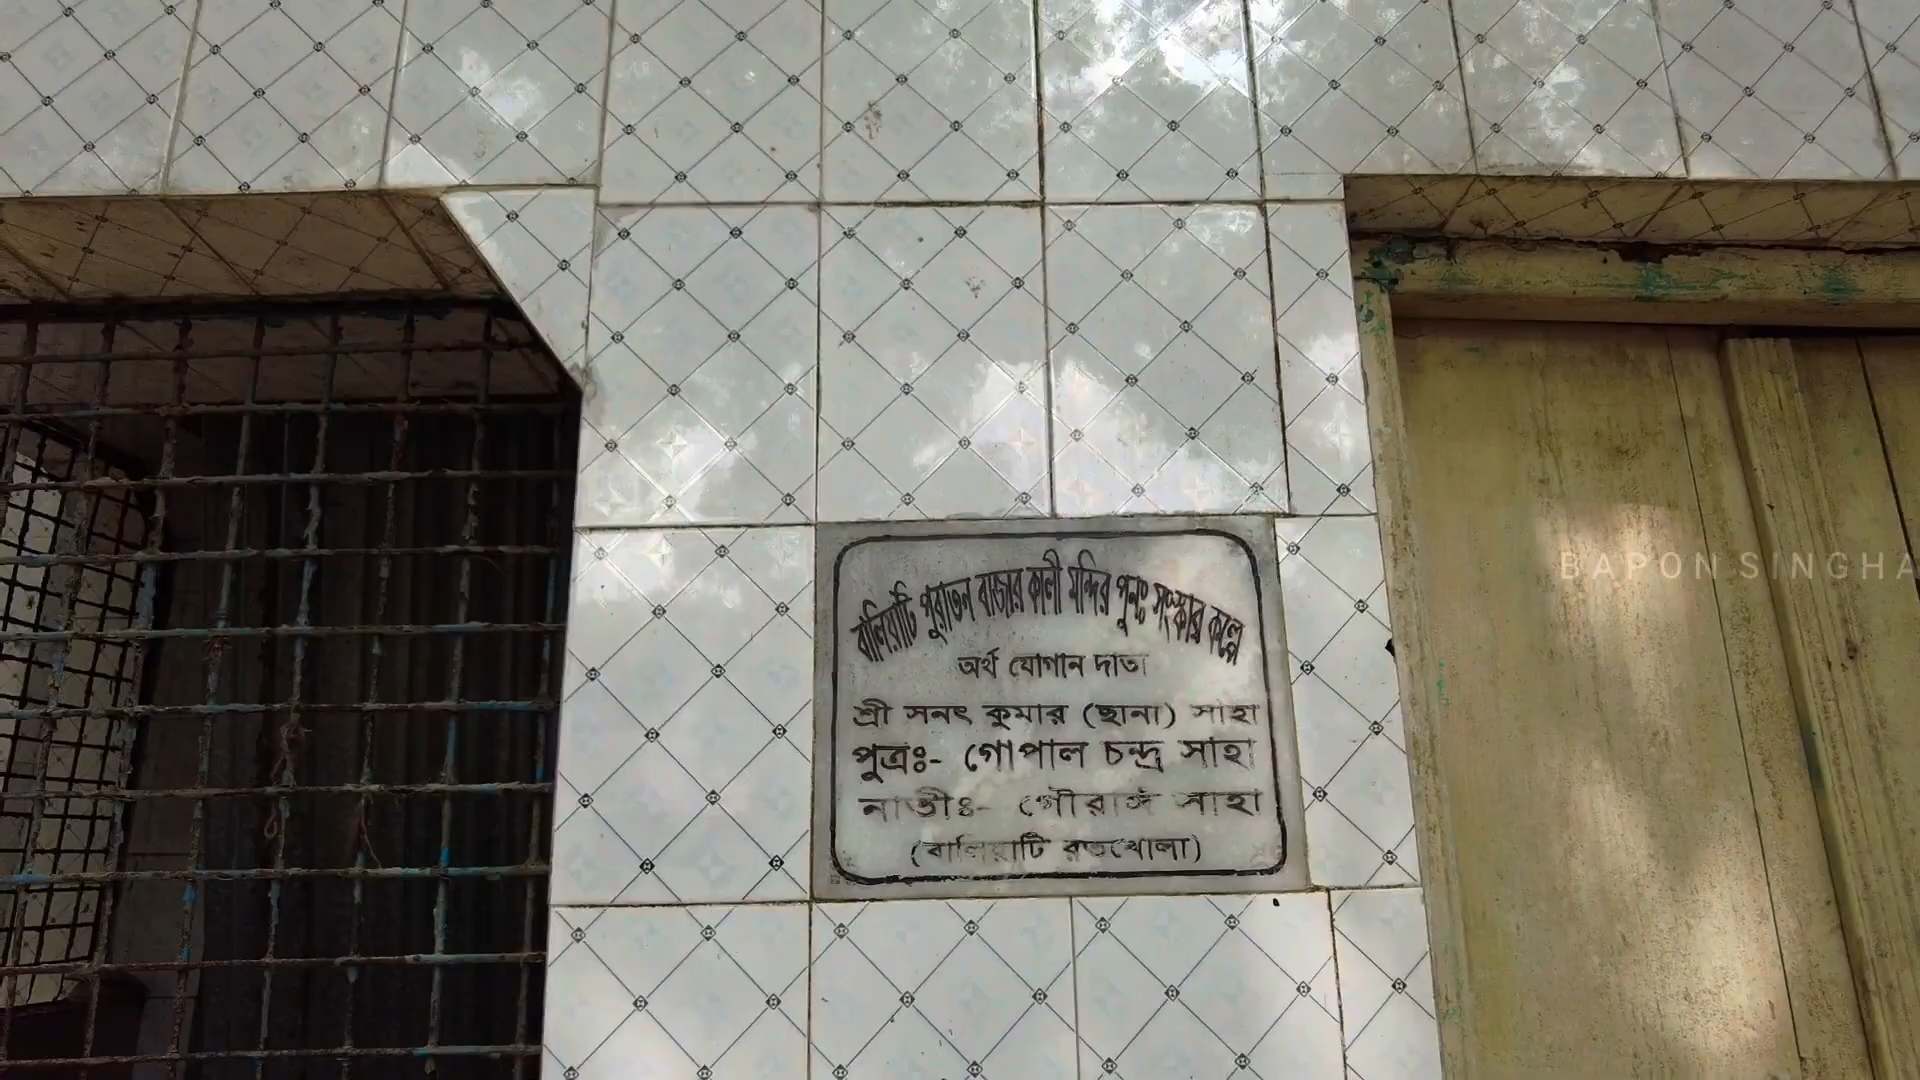 বালিয়াটি পুরাতন বাজার কালী মন্দির পুনঃ সংস্কার কল্পে
অর্থ যোগান দাতা
শ্রী সনৎ কুমার (ছানা) সাহা
পুত্রঃ- গোপাল চন্দ্র সাহা
নাতীঃ- গৌরাঙ্গ সাহা
(বালিয়াটি রতখোলা)
BAPON SINGHA